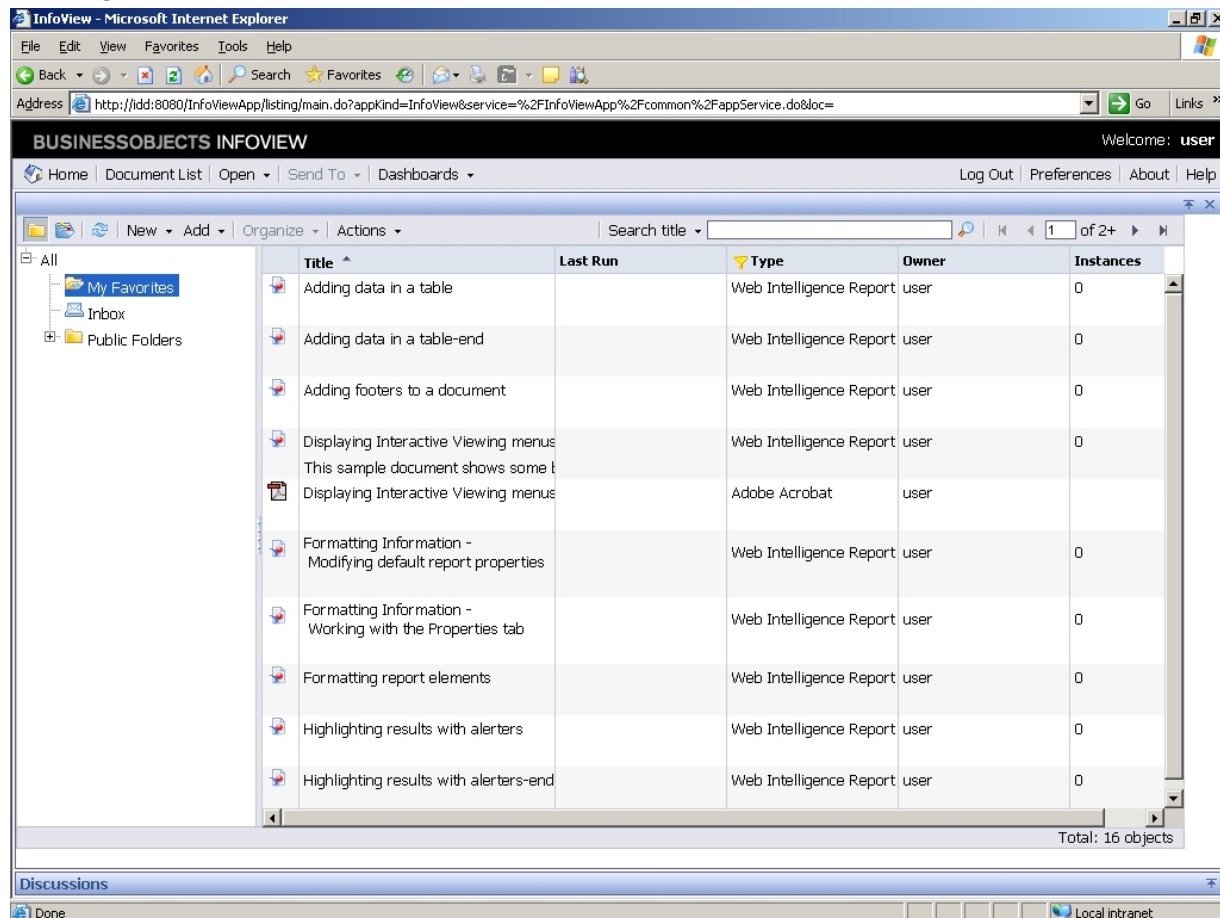 InfoView - Microsoft Internet Explorer
File Edit View Favorites Tools Help
Back Search Favorites
Address http://idd:8080/InfoViewApp/listing/main.do?appKind=InfoView&service=%2FInfoViewApp%2Fcommon%2FappService.do&loc= Go Links »
BUSINESSOBJECTS INFOVIEW Welcome: user
Home Document List Open Send To Dashboards Log Out Preferences About Help
New Add Organize Actions Search title 1 of 2+
All
My Favorites
Inbox
Public Folders
Title Last Run Type Owner Instances
Adding data in a table Web Intelligence Report user 0
Adding data in a table-end Web Intelligence Report user 0
Adding footers to a document Web Intelligence Report user 0
Displaying Interactive Viewing menus Web Intelligence Report user 0
This sample document shows some
Displaying Interactive Viewing menus Adobe Acrobat user
Formatting Information -
Modifying default report properties Web Intelligence Report user 0
Formatting Information -
Working with the Properties tab Web Intelligence Report user 0
Formatting report elements Web Intelligence Report user 0
Highlighting results with alerters Web Intelligence Report user 0
Highlighting results with alerters-end Web Intelligence Report user 0
Total: 16 objects
Discussions
Done Local intranet